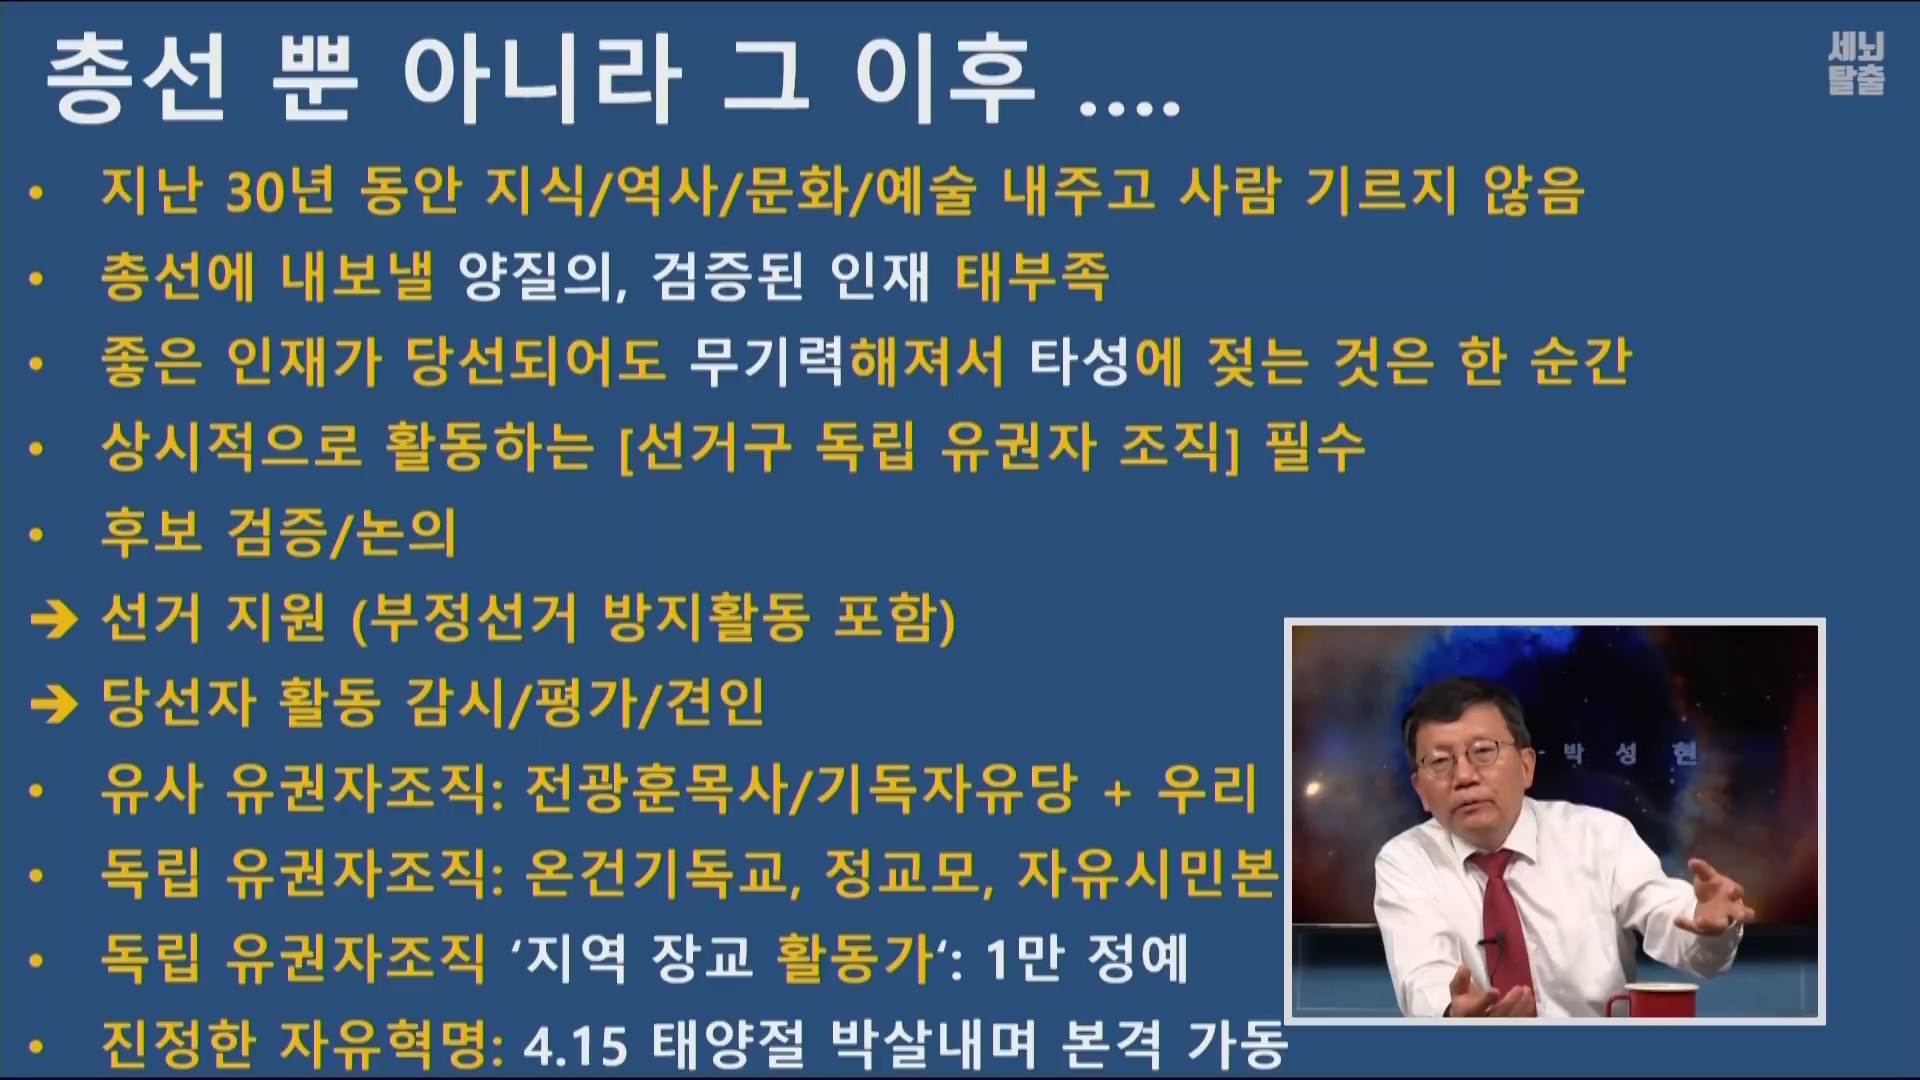 총선 뿐 아니라 그 이후 ....
세뇌
탈출
• 지난 30년 동안 지식/역사/문화/예술 내주고 사람 기르지 않음
• 총선에 내보낼 양질의, 검증된 인재 태부족
• 좋은 인재가 당선되어도 무기력해져서 타성에 젖는 것은 한 순간
• 상시적으로 활동하는 [선거구 독립 유권자 조직] 필수
• 후보 검증/논의
➔ 선거 지원 (부정선거 방지활동 포함)
➔ 당선자 활동 감시/평가/견인
• 유사 유권자조직: 전광훈목사/기독자유당 + 우리
• 독립 유권자조직: 온건기독교, 정교모, 자유시민본
• 독립 유권자조직 ‘지역 장교 활동가‘: 1만 정예
• 진정한 자유혁명: 4.15 태양절 박살내며 본격 가동
박 성 현